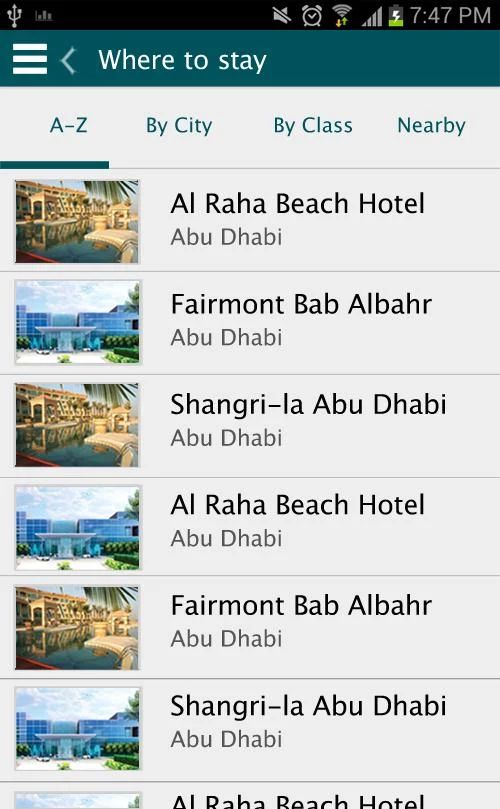 7:47 PM
Where to stay
A-Z By City By Class Nearby
Al Raha Beach Hotel
Abu Dhabi
Fairmont Bab Albahr
Abu Dhabi
Shangri-la Abu Dhabi
Abu Dhabi
Al Raha Beach Hotel
Abu Dhabi
Fairmont Bab Albahr
Abu Dhabi
Shangri-la Abu Dhabi
Abu Dhabi
Al Raha Beach Hotel